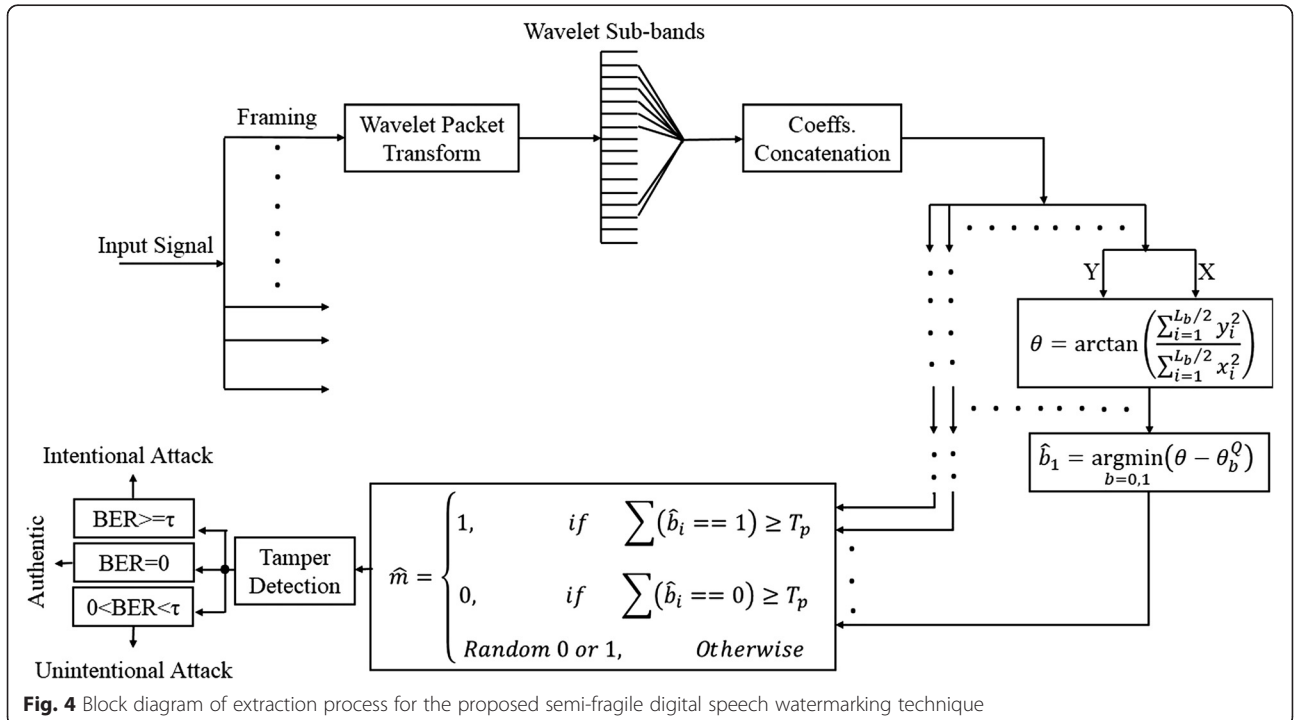 Wavelet Sub-bands
Framing
Wavelet Packet
Transform
Coeffs.
Concatenation
Input Signal
Y
X
θ = arctan(∑_{i=1}^{L_b/2} y_i^2 / ∑_{i=1}^{L_b/2} x_i^2)
b̂_1 = argmin_{b=0,1}(θ − θ_b^Q)
Intentional Attack
BER>=τ
Authentic
BER=0
0<BER<τ
Unintentional Attack
Tamper
Detection
m̂ = {
1, if ∑(b̂_i == 1) ≥ T_p
0, if ∑(b̂_i == 0) ≥ T_p
Random 0 or 1, Otherwise
Fig. 4 Block diagram of extraction process for the proposed semi-fragile digital speech watermarking technique